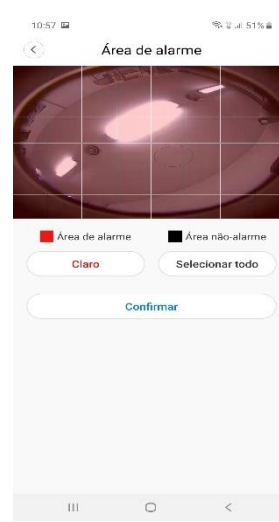 10:57 51%
Área de alarme
Área de alarme Área não-alarme
Claro Selecionar todo
Confirmar